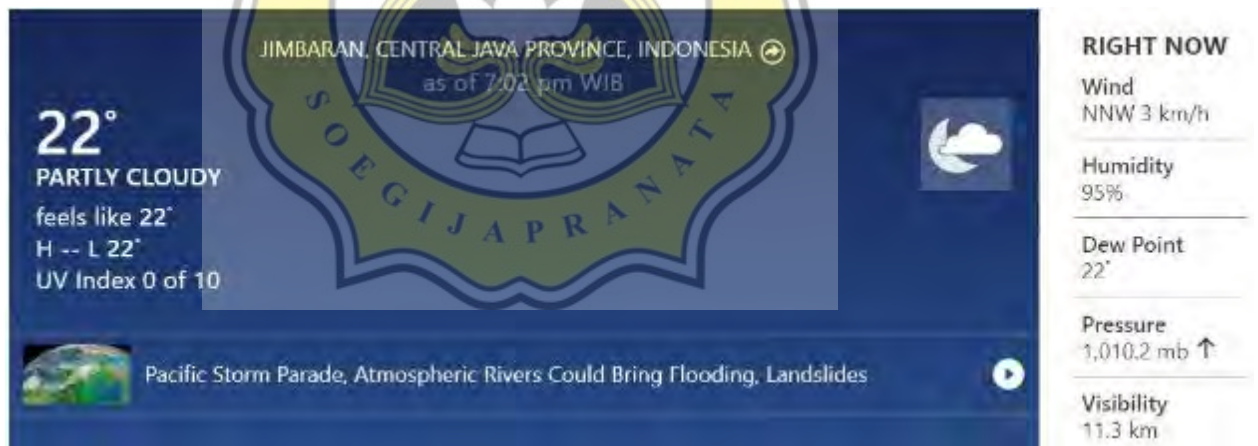 JIMBARAN, CENTRAL JAVA PROVINCE, INDONESIA
as of 7:02 pm WIB
22°
PARTLY CLOUDY
feels like 22°
H -- L 22°
UV Index 0 of 10
SOEGIJAPRANATA
Pacific Storm Parade, Atmospheric Rivers Could Bring Flooding, Landslides
RIGHT NOW
Wind
NNW 3 km/h
Humidity
95%
Dew Point
22°
Pressure
1,010.2 mb ↑
Visibility
11.3 km